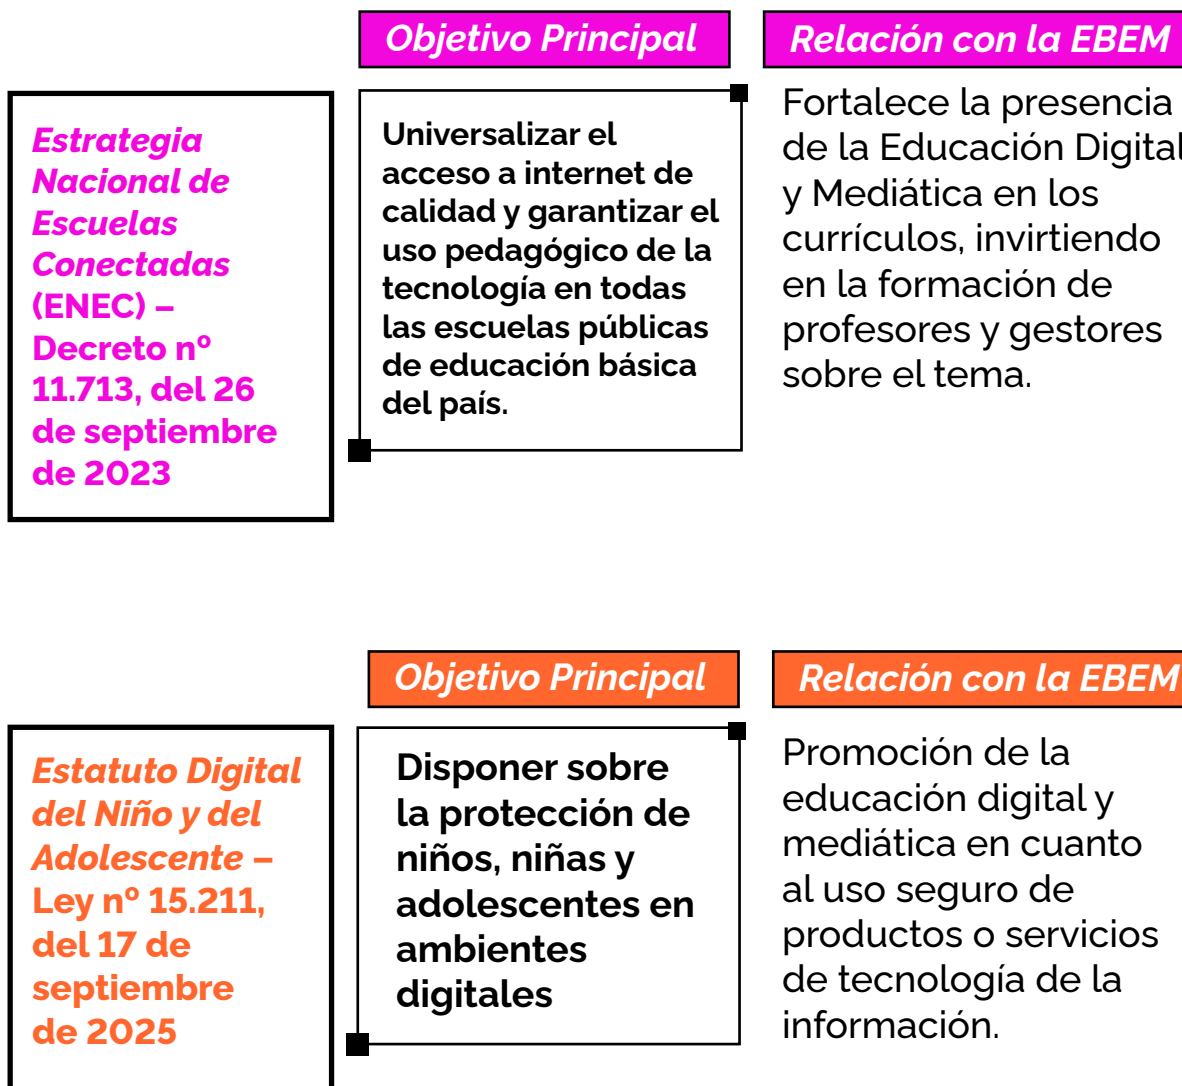 Objetivo Principal
Relación con la EBEM
Estrategia
Nacional de
Escuelas
Conectadas
(ENEC) –
Decreto nº
11.713, del 26
de septiembre
de 2023
Universalizar el
acceso a internet de
calidad y garantizar el
uso pedagógico de la
tecnología en todas
las escuelas públicas
de educación básica
del país.
Fortalece la presencia
de la Educación Digital
y Mediática en los
currículos, invirtiendo
en la formación de
profesores y gestores
sobre el tema.
Objetivo Principal
Relación con la EBEM
Estatuto Digital
del Niño y del
Adolescente –
Ley nº 15.211,
del 17 de
septiembre
de 2025
Disponer sobre
la protección de
niños, niñas y
adolescentes en
ambientes
digitales
Promoción de la
educación digital y
mediática en cuanto
al uso seguro de
productos o servicios
de tecnología de la
información.